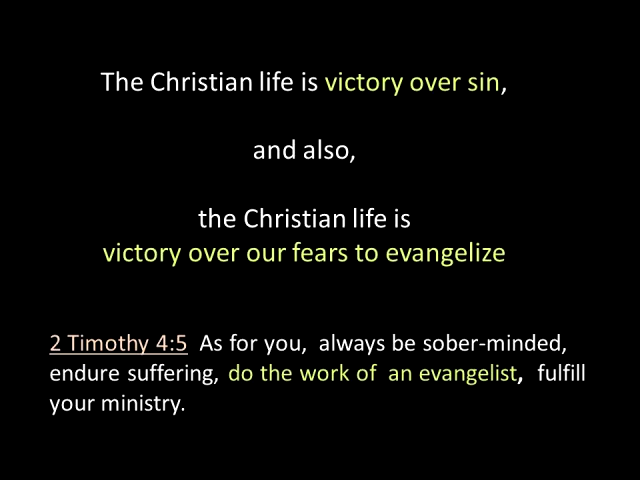 The Christian life is victory over sin,
and also,
the Christian life is
victory over our fears to evangelize
2 Timothy 4:5 As for you, always be sober-minded,
endure suffering, do the work of an evangelist, fulfill
your ministry.